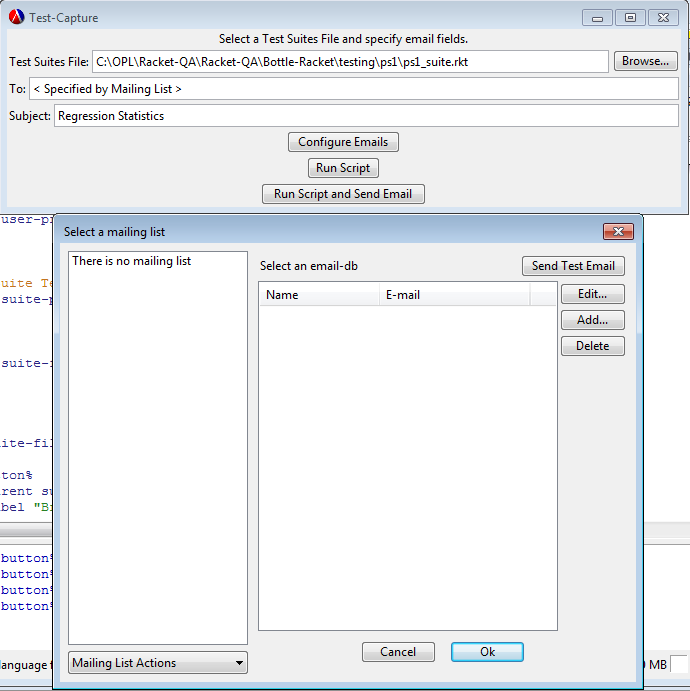 Test-Capture
Select a Test Suites File and specify email fields.
Test Suites File: C:\OPL\Racket-QA\Racket-QA\Bottle-Racket\testing\ps1\ps1_suite.rkt Browse...
To: < Specified by Mailing List >
Subject: Regression Statistics
Configure Emails
Run Script
Run Script and Send Email
user-pr
Select a mailing list
There is no mailing list
Select an email-db
Send Test Email
Name E-mail
Edit...
Add...
Delete
uite Te
suite-p
suite-f
ite-fil
ton%
rent su
bel "B
button%
button%
button%
button%
Cancel Ok
Mailing List Actions
language f
MB